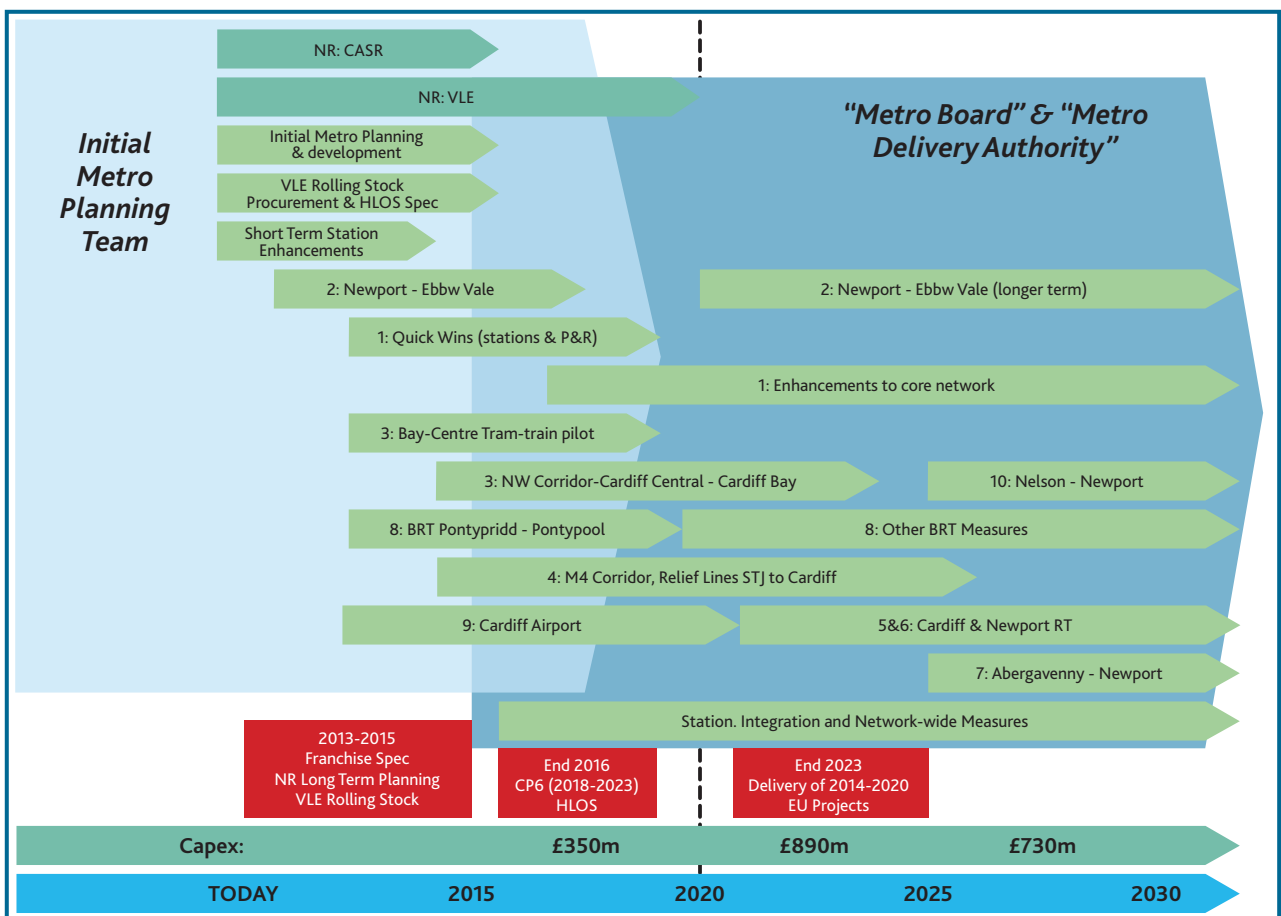 NR: CASR
NR: VLE
Initial
Metro
Planning
Team
“Metro Board” & “Metro
Delivery Authority”
Initial Metro Planning
& development
VLE Rolling Stock
Procurement & HLOS Spec
Short Term Station
Enhancements
2: Newport - Ebbw Vale
2: Newport - Ebbw Vale (longer term)
1: Quick Wins (stations & P&R)
1: Enhancements to core network
3: Bay-Centre Tram-train pilot
3: NW Corridor-Cardiff Central - Cardiff Bay
10: Nelson - Newport
8: BRT Pontypridd - Pontypool
8: Other BRT Measures
4: M4 Corridor, Relief Lines STJ to Cardiff
9: Cardiff Airport
5&6: Cardiff & Newport RT
7: Abergavenny - Newport
Station. Integration and Network-wide Measures
2013-2015
Franchise Spec
NR Long Term Planning
VLE Rolling Stock
End 2016
CP6 (2018-2023)
HLOS
End 2023
Delivery of 2014-2020
EU Projects
Capex: £350m £890m £730m
TODAY 2015 2020 2025 2030